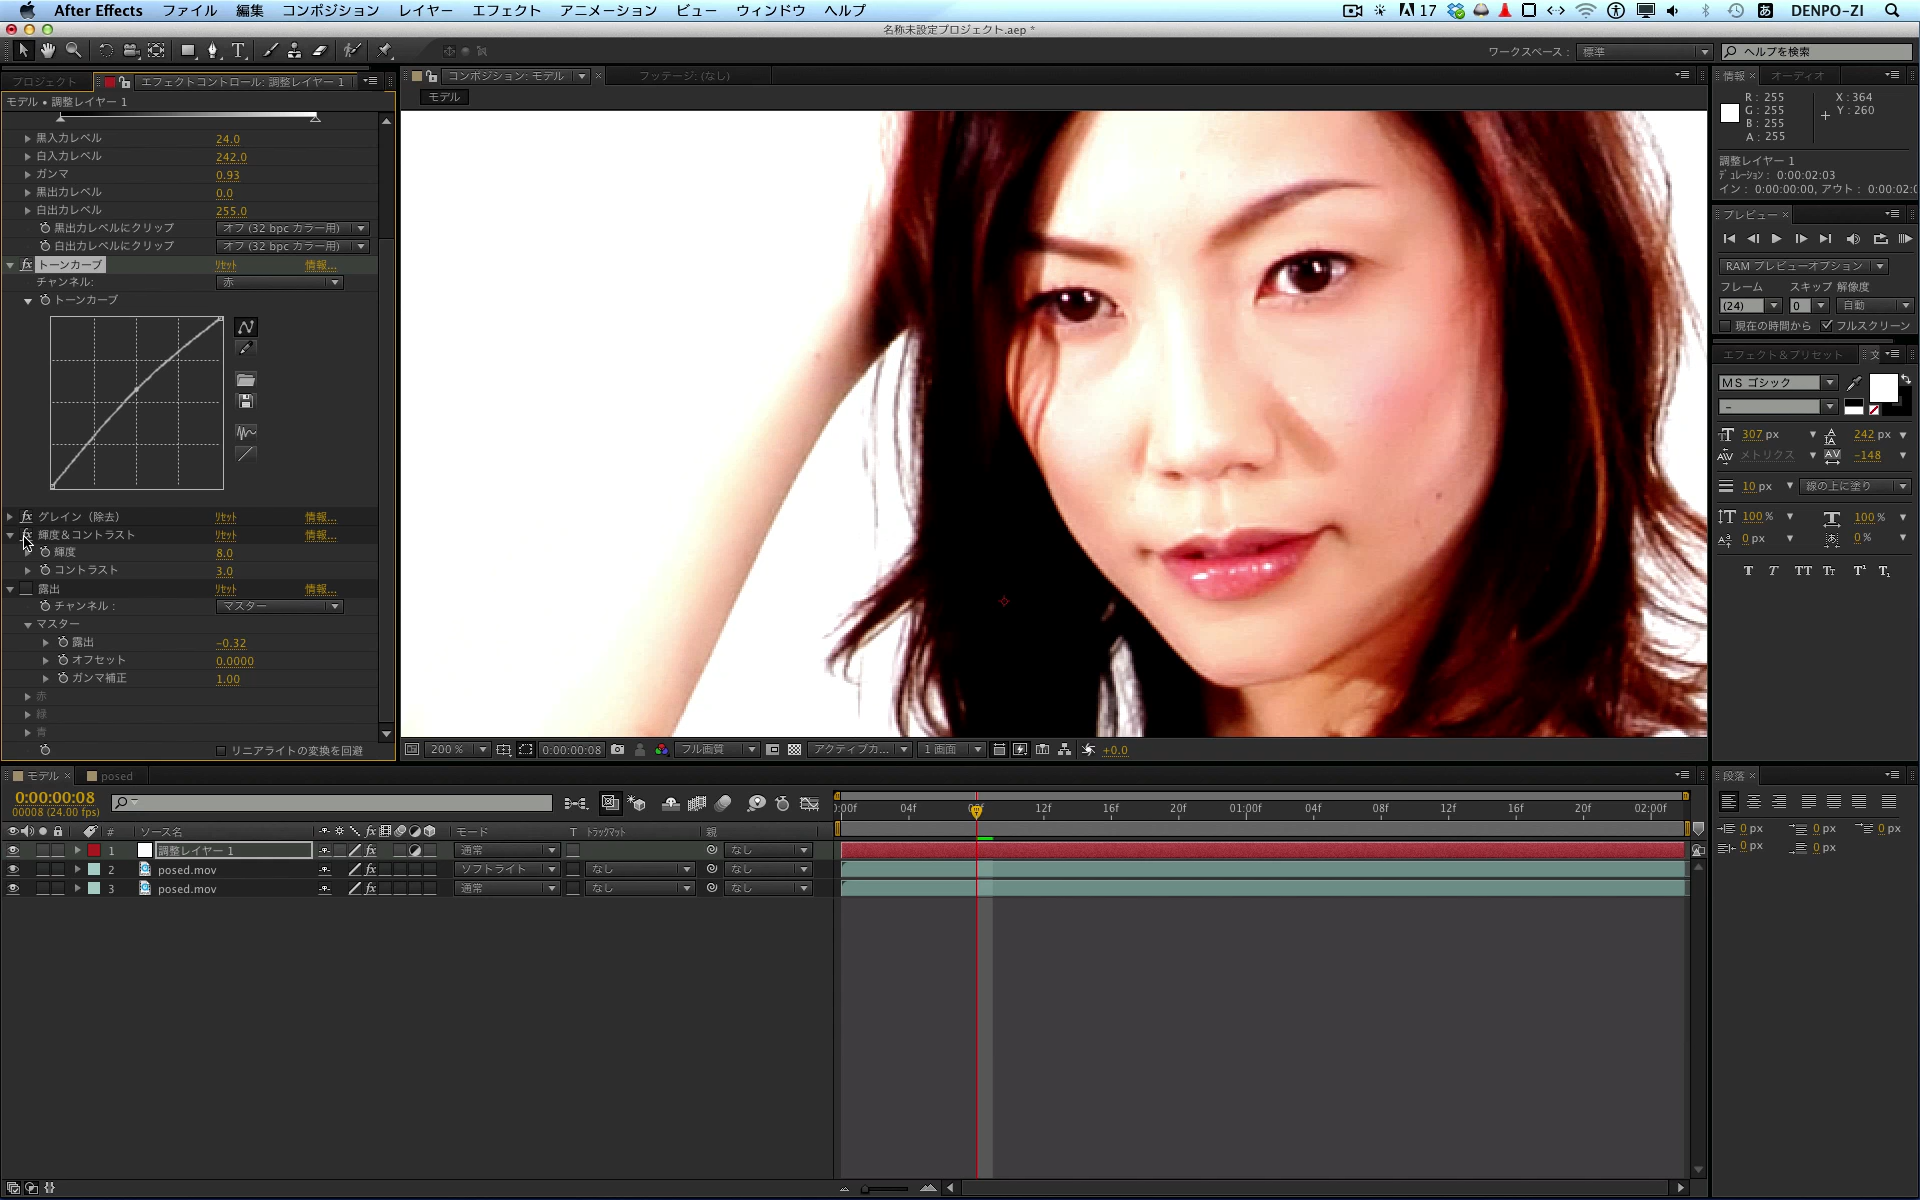 After Effects ファイル 編集 コンポジション レイヤー エフェクト アニメーション ビュー ウィンドウ ヘルプ 17 あ DENPO-ZI
名称未設定プロジェクト.aep *
ワークスペース: 標準 ヘルプを検索
プロジェクト エフェクトコントロール: 調整レイヤー 1
モデル • 調整レイヤー 1
黒入力レベル 24.0
白入力レベル 242.0
ガンマ 0.93
黒出力レベル 0.0
白出力レベル 255.0
黒出力レベルにクリップ オフ (32 bpc カラー用)
白出力レベルにクリップ オフ (32 bpc カラー用)
fx トーンカーブ リセット 情報...
チャンネル: 赤
トーンカーブ
fx グレイン（除去） リセット 情報...
輝度＆コントラスト リセット 情報...
輝度 8.0
コントラスト 3.0
露出 リセット 情報...
チャンネル : マスター
マスター
露出 -0.32
オフセット 0.0000
ガンマ補正 1.00
赤
緑
青
リニアライトの変換を回避
コンポジション: モデル フッテージ: (なし)
モデル
200 % 0:00:00:08 フル画質 アクティブカ... 1 画面 +0.0
情報 オーディオ
R : 255 X : 364
G : 255 Y : 260
B : 255
A : 255
調整レイヤー 1
デュレーション: 0:00:02:03
イン : 0:00:00:00, アウト : 0:00:02:0
プレビュー
RAM プレビューオプション
フレーム スキップ 解像度
(24) 0 自動
現在の時間から フルスクリーン
エフェクト＆プリセット 文
MS ゴシック
-
307 px 242 px
メトリクス -148
10 px 線の上に塗り
100 % 100 %
0 px 0 %
T T TT Tт T¹ T₁
段落
0 px 0 px 0 px
0 px 0 px
モデル posed
0:00:00:08
00008 (24.00 fps)
# ソース名 fx モード T トラックマット 親
1 調整レイヤー 1 fx 通常 なし
2 posed.mov fx ソフトライト なし なし
3 posed.mov fx 通常 なし なし
:00f 04f 12f 16f 20f 01:00f 04f 08f 12f 16f 20f 02:00f